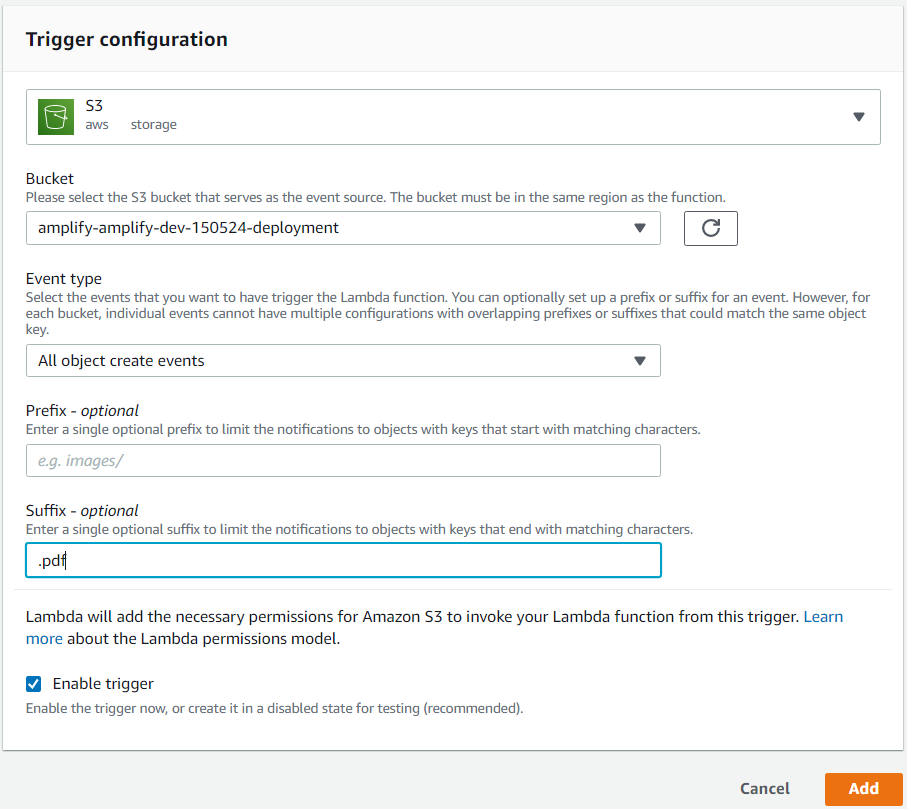 Trigger configuration
S3
aws storage
Bucket
Please select the S3 bucket that serves as the event source. The bucket must be in the same region as the function.
amplify-amplify-dev-150524-deployment
Event type
Select the events that you want to have trigger the Lambda function. You can optionally set up a prefix or suffix for an event. However, for
each bucket, individual events cannot have multiple configurations with overlapping prefixes or suffixes that could match the same object
key.
All object create events
Prefix - optional
Enter a single optional prefix to limit the notifications to objects with keys that start with matching characters.
e.g. images/
Suffix - optional
Enter a single optional suffix to limit the notifications to objects with keys that end with matching characters.
.pdf
Lambda will add the necessary permissions for Amazon S3 to invoke your Lambda function from this trigger. Learn
more about the Lambda permissions model.
Enable trigger
Enable the trigger now, or create it in a disabled state for testing (recommended).
Cancel Add